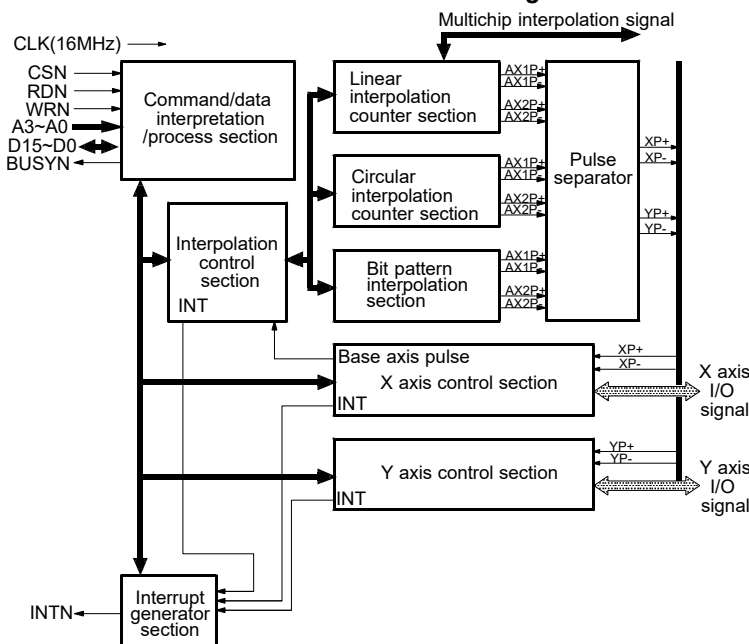 Multichip interpolation signal
CLK(16MHz)
CSN
RDN
WRN
A3~A0
D15~D0
BUSYN
Command/data
interpretation
/process section
Linear
interpolation
counter section
AX1P+
AX1P-
AX2P+
AX2P-
Circular
interpolation
counter section
AX1P+
AX1P-
AX2P+
AX2P-
Bit pattern
interpolation
section
AX1P+
AX1P-
AX2P+
AX2P-
Pulse
separator
XP+
XP-
YP+
YP-
Interpolation
control
section
INT
Base axis pulse
X axis control section
INT
XP+
XP-
X axis
I/O
signal
Y axis control section
INT
YP+
YP-
Y axis
I/O
signal
Interrupt
generator
section
INTN